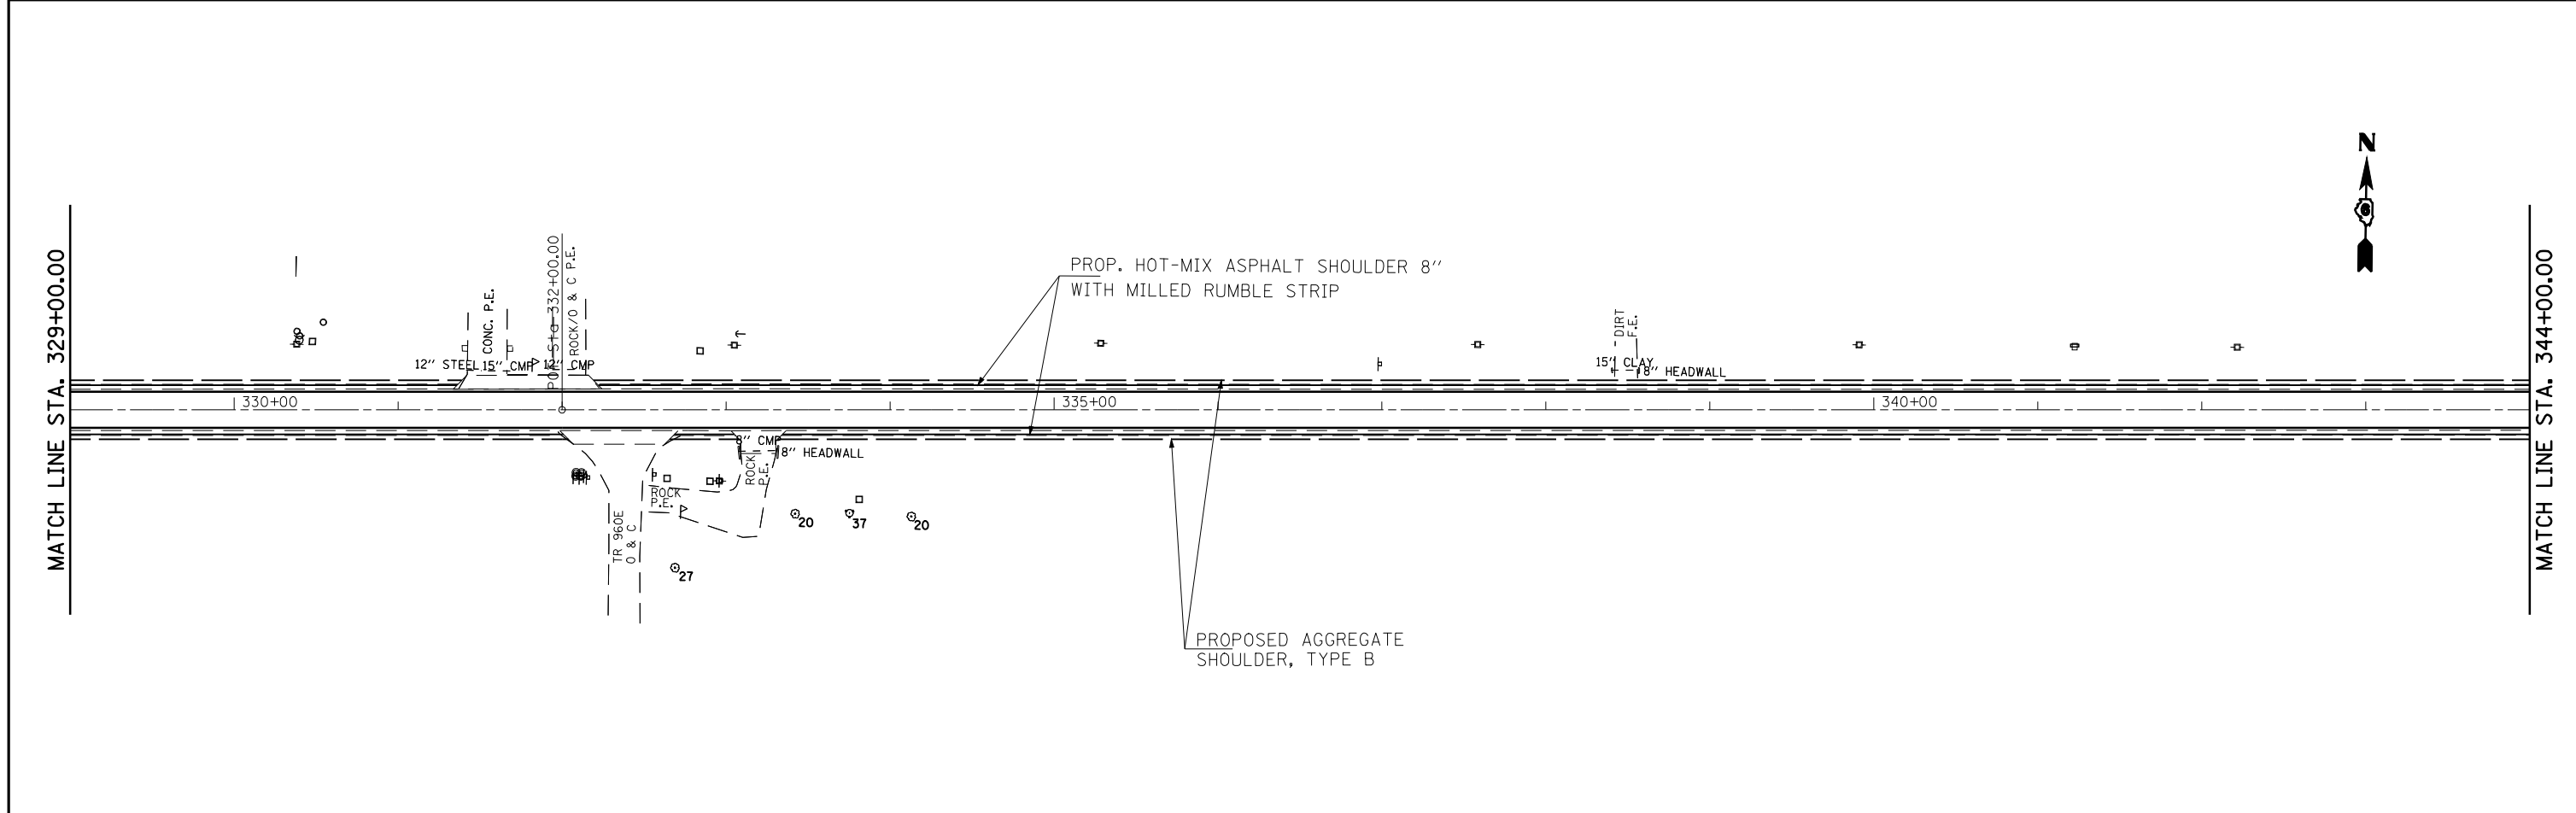 N
6
MATCH LINE STA. 329+00.00
MATCH LINE STA. 344+00.00
POT Sta 332+00.00
ROCK/O & C P.E.
CONC. P.E.
PROP. HOT-MIX ASPHALT SHOULDER 8"
WITH MILLED RUMBLE STRIP
DIRT
F.E.
12" STEEL
15" CMP
12" CMP
15" CLAY
8" HEADWALL
330+00
335+00
340+00
8" CMP
8" HEADWALL
ROCK
P.E.
ROCK
P.E.
TR 960E
O & C
20
37
20
27
PROPOSED AGGREGATE
SHOULDER, TYPE B